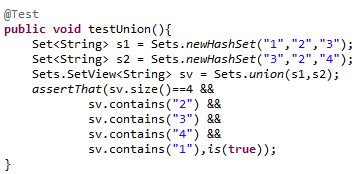 @Test
public void testUnion(){
    Set<String> s1 = Sets.newHashSet("1","2","3");
    Set<String> s2 = Sets.newHashSet("3","2","4");
    Sets.SetView<String> sv = Sets.union(s1,s2);
    assertThat(sv.size()==4 &&
            sv.contains("2") &&
            sv.contains("3") &&
            sv.contains("4") &&
            sv.contains("1"),is(true));
}